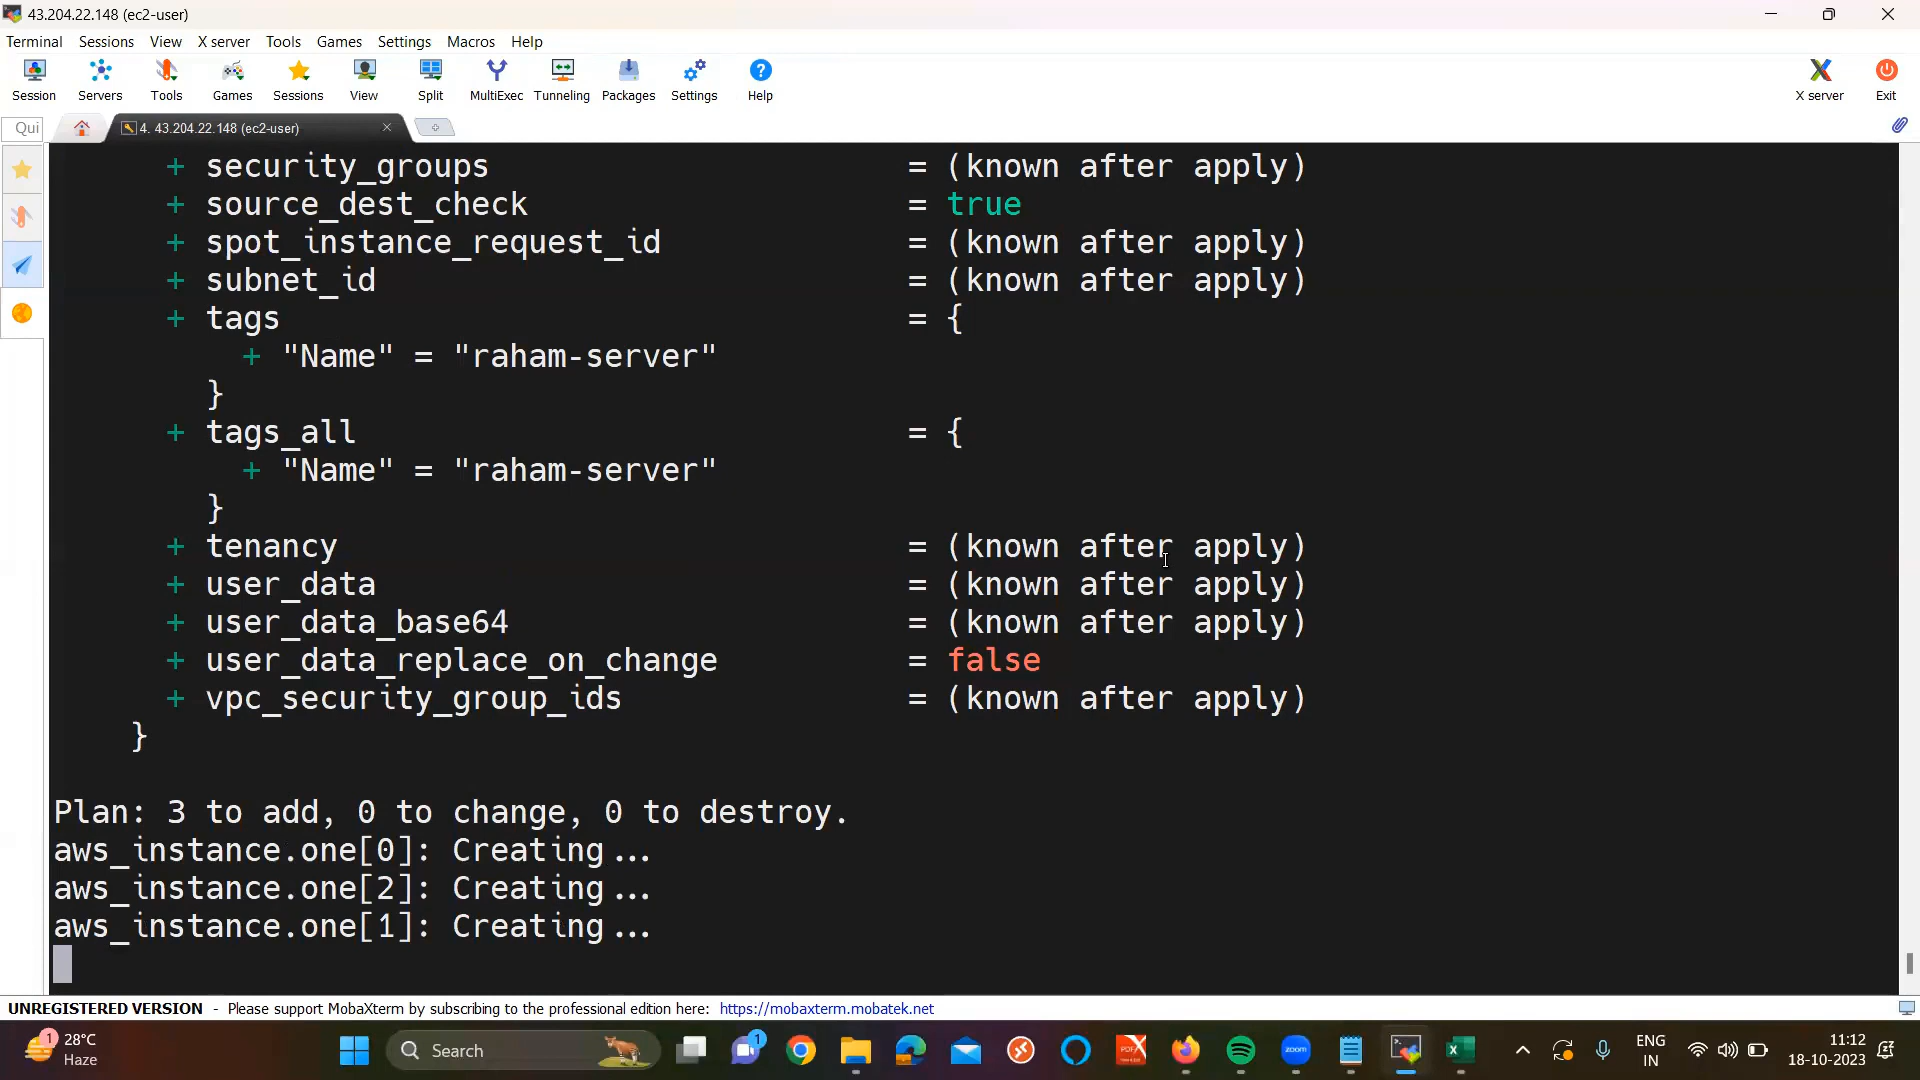 43.204.22.148 (ec2-user)
Terminal Sessions View X server Tools Games Settings Macros Help
Session Servers Tools Games Sessions View Split MultiExec Tunneling Packages Settings Help X server Exit
Qui 4. 43.204.22.148 (ec2-user)
+ security_groups = (known after apply)
+ source_dest_check = true
+ spot_instance_request_id = (known after apply)
+ subnet_id = (known after apply)
+ tags = {
+ "Name" = "raham-server"
}
+ tags_all = {
+ "Name" = "raham-server"
}
+ tenancy = (known after apply)
+ user_data = (known after apply)
+ user_data_base64 = (known after apply)
+ user_data_replace_on_change = false
+ vpc_security_group_ids = (known after apply)
}
Plan: 3 to add, 0 to change, 0 to destroy.
aws_instance.one[0]: Creating...
aws_instance.one[2]: Creating...
aws_instance.one[1]: Creating...
UNREGISTERED VERSION - Please support MobaXterm by subscribing to the professional edition here: https://mobaxterm.mobatek.net
1 28°C
Haze
Search
1
PDF
zoom
ENG
IN
11:12
18-10-2023